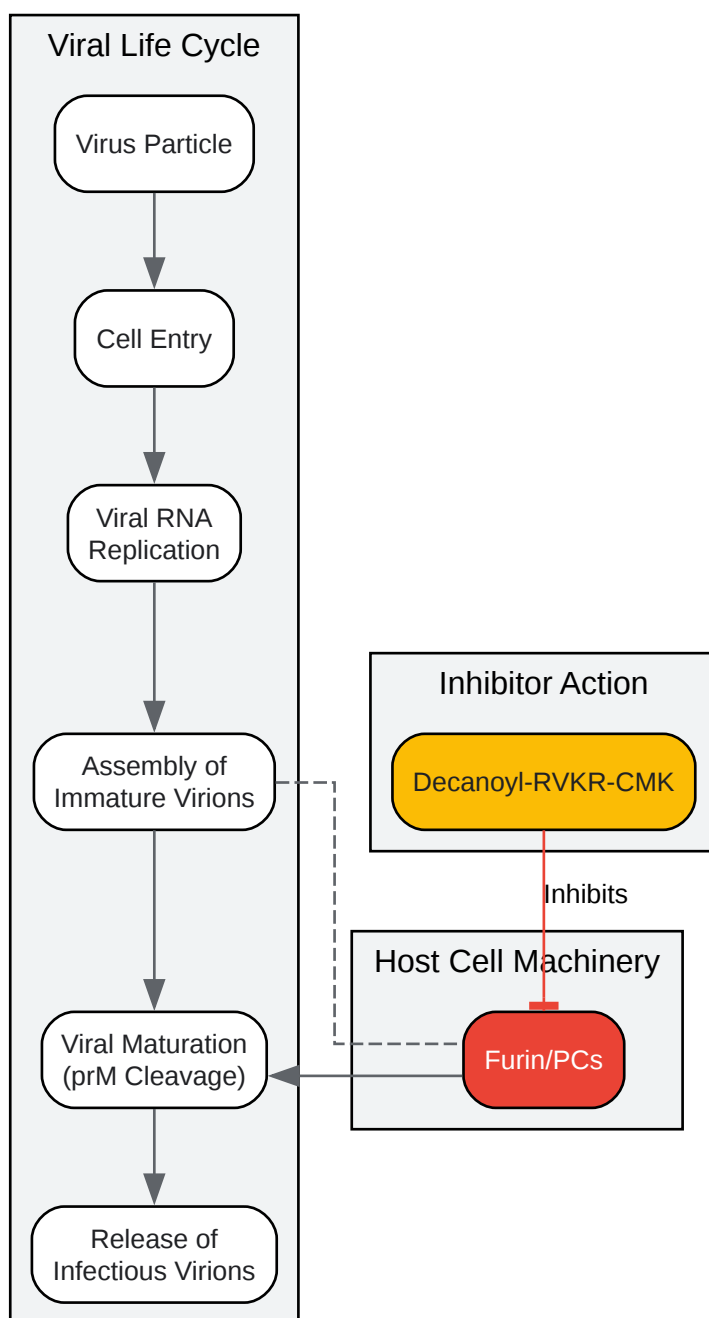 Viral Life Cycle
Virus Particle
Cell Entry
Viral RNA
Replication
Assembly of
Immature Virions
Viral Maturation
(prM Cleavage)
Release of
Infectious Virions
Inhibitor Action
Decanoyl-RVKR-CMK
Inhibits
Host Cell Machinery
Furin/PCs